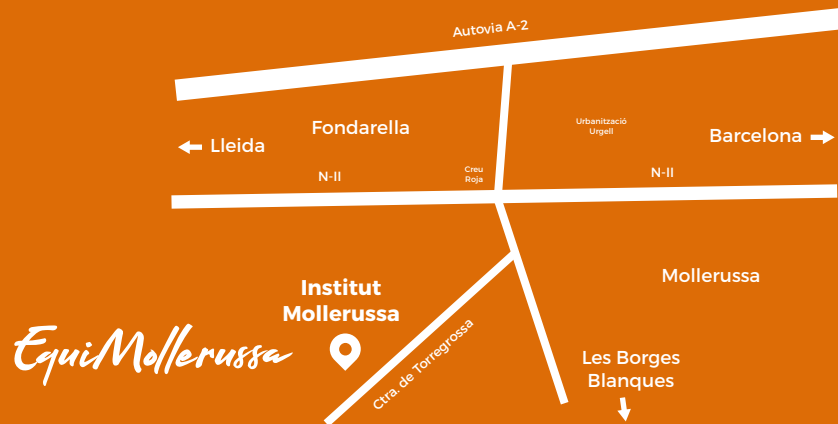 Autovia A-2
Urbanització
Urgell
Fondarella
Barcelona
Lleida
Creu
Roja
N-II
N-II
Mollerussa
Institut
Mollerussa
EquiMollerussa
Ctra. de Torregrossa
Les Borges
Blanques